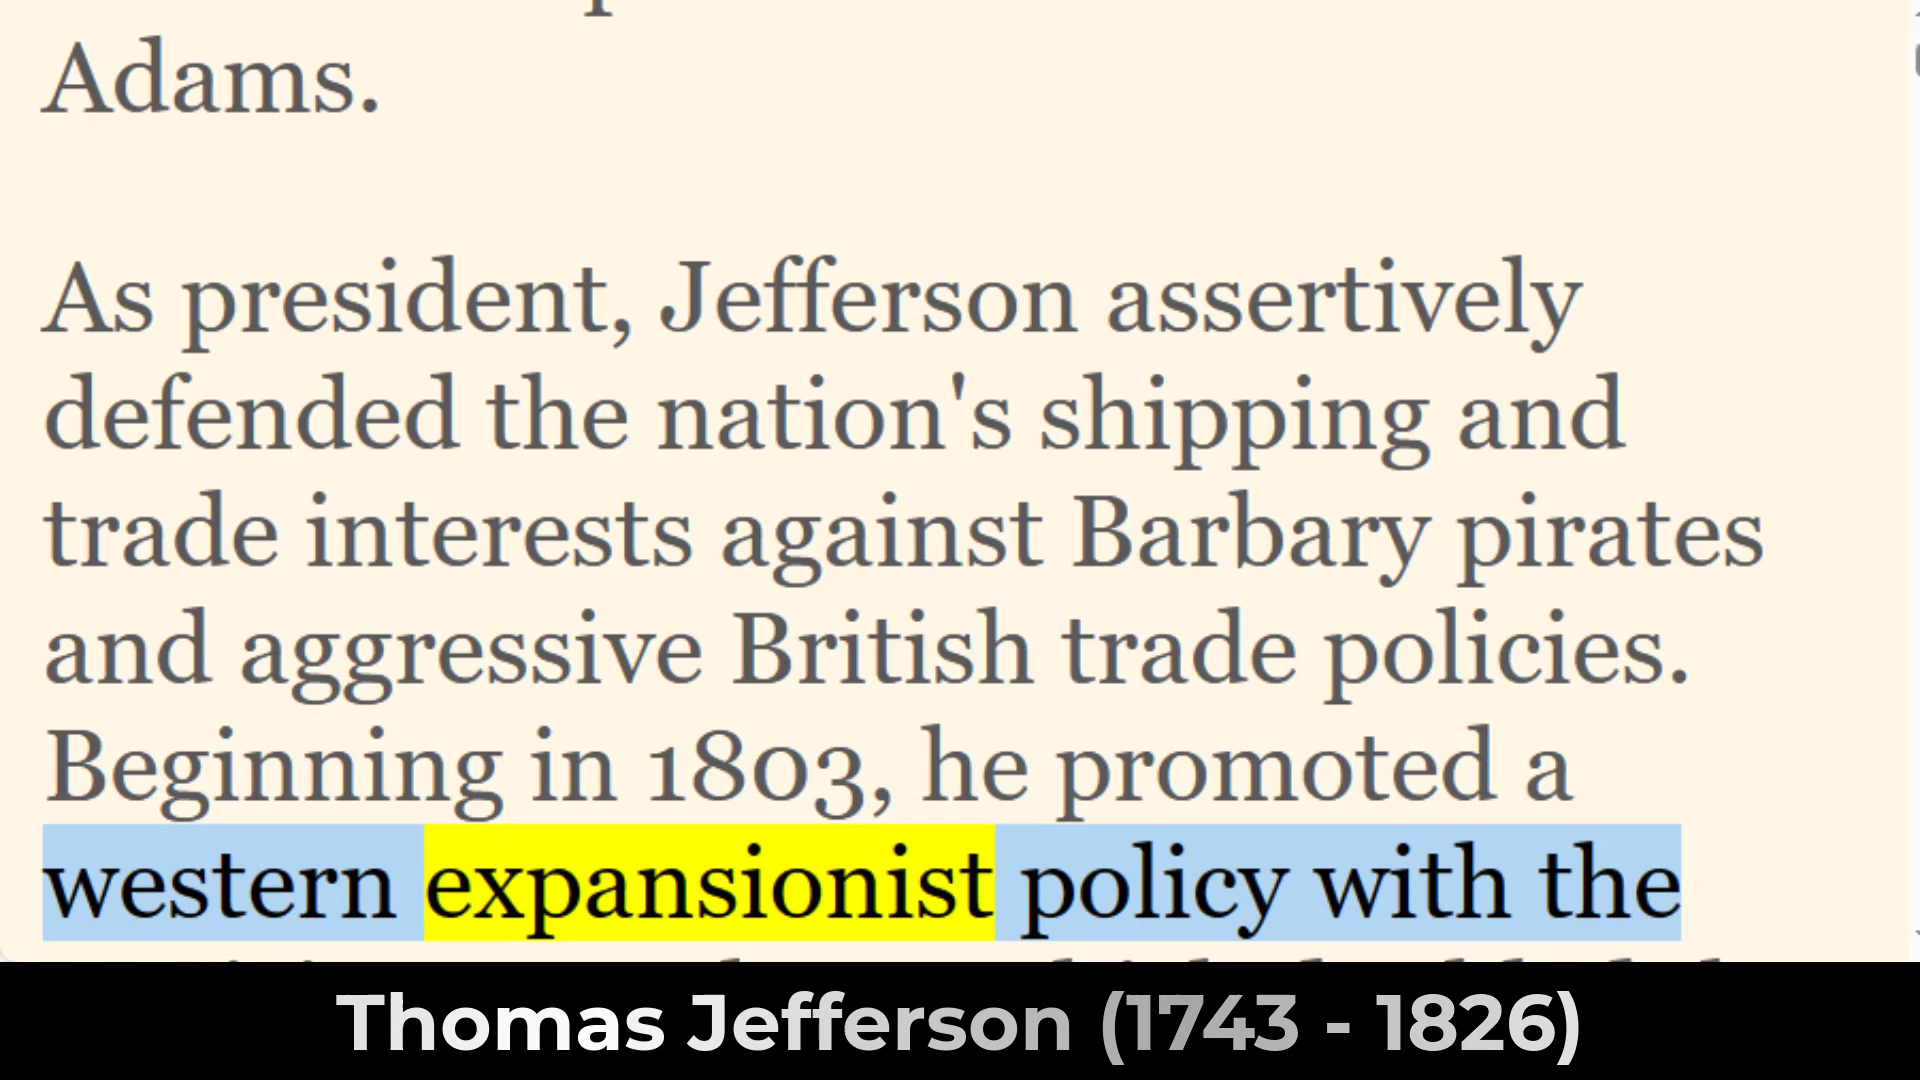 Adams.
As president, Jefferson assertively
defended the nation's shipping and
trade interests against Barbary pirates
and aggressive British trade policies.
Beginning in 1803, he promoted a
western expansionist policy with the
Thomas Jefferson (1743 - 1826)